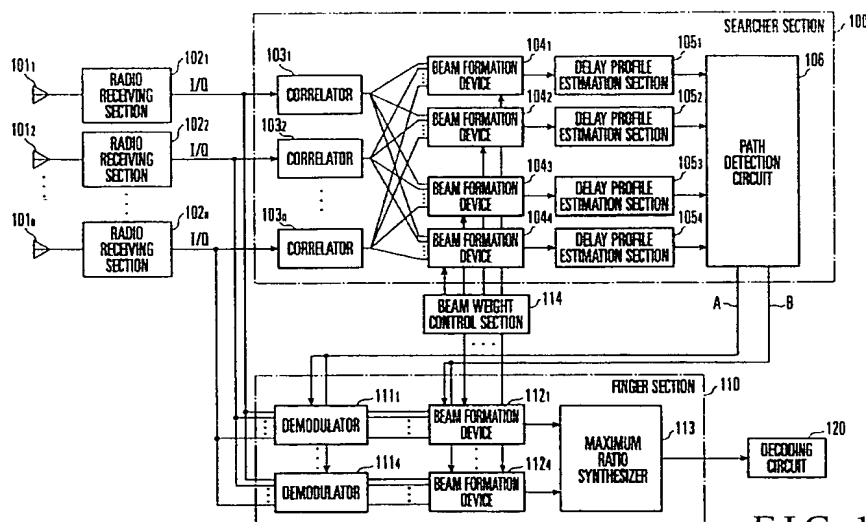 SEARCHER SECTION
100
101₁
RADIO
RECEIVING
SECTION
102₁
I/Q
103₁
CORRELATOR
BEAM FORMATION
DEVICE
104₁
DELAY PROFILE
ESTIMATION SECTION
105₁
106
101₂
RADIO
RECEIVING
SECTION
102₂
I/Q
103₂
CORRELATOR
BEAM FORMATION
DEVICE
104₂
DELAY PROFILE
ESTIMATION SECTION
105₂
PATH
DETECTION
CIRCUIT
BEAM FORMATION
DEVICE
104₃
DELAY PROFILE
ESTIMATION SECTION
105₃
101ₙ
RADIO
RECEIVING
SECTION
102ₙ
I/Q
103ₙ
CORRELATOR
BEAM FORMATION
DEVICE
104₄
DELAY PROFILE
ESTIMATION SECTION
105₄
BEAM WEIGHT
CONTROL SECTION
114
A
B
FINGER SECTION
110
111₁
DEMODULATOR
BEAM FORMATION
DEVICE
112₁
MAXIMUM
RATIO
SYNTHESIZER
113
DECODING
CIRCUIT
120
111₄
DEMODULATOR
BEAM FORMATION
DEVICE
112₄